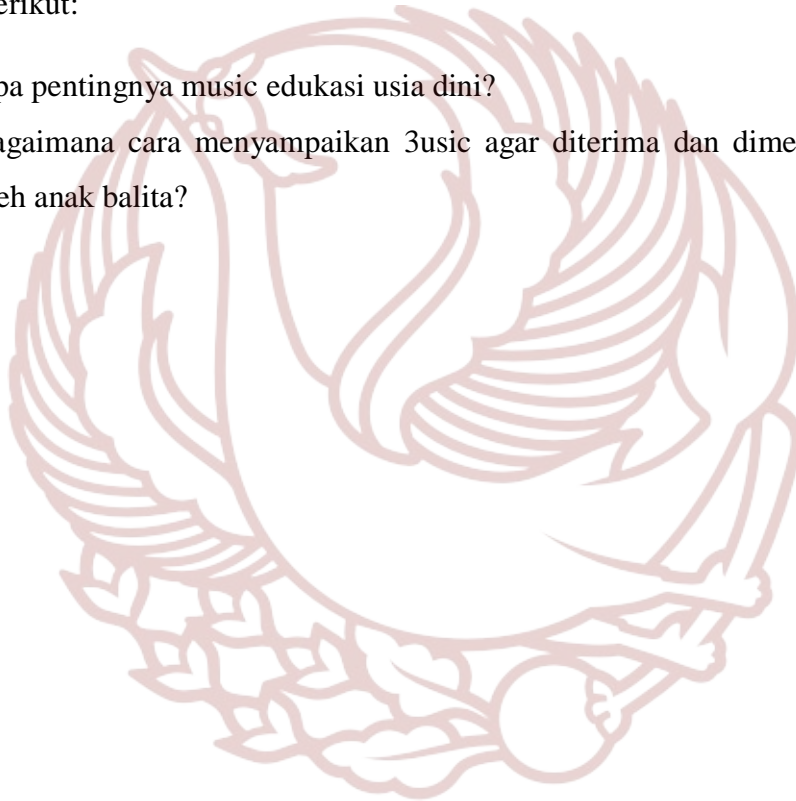 erikut:
pa pentingnya music edukasi usia dini?
agaimana cara menyampaikan 3usic agar diterima dan dime
eh anak balita?